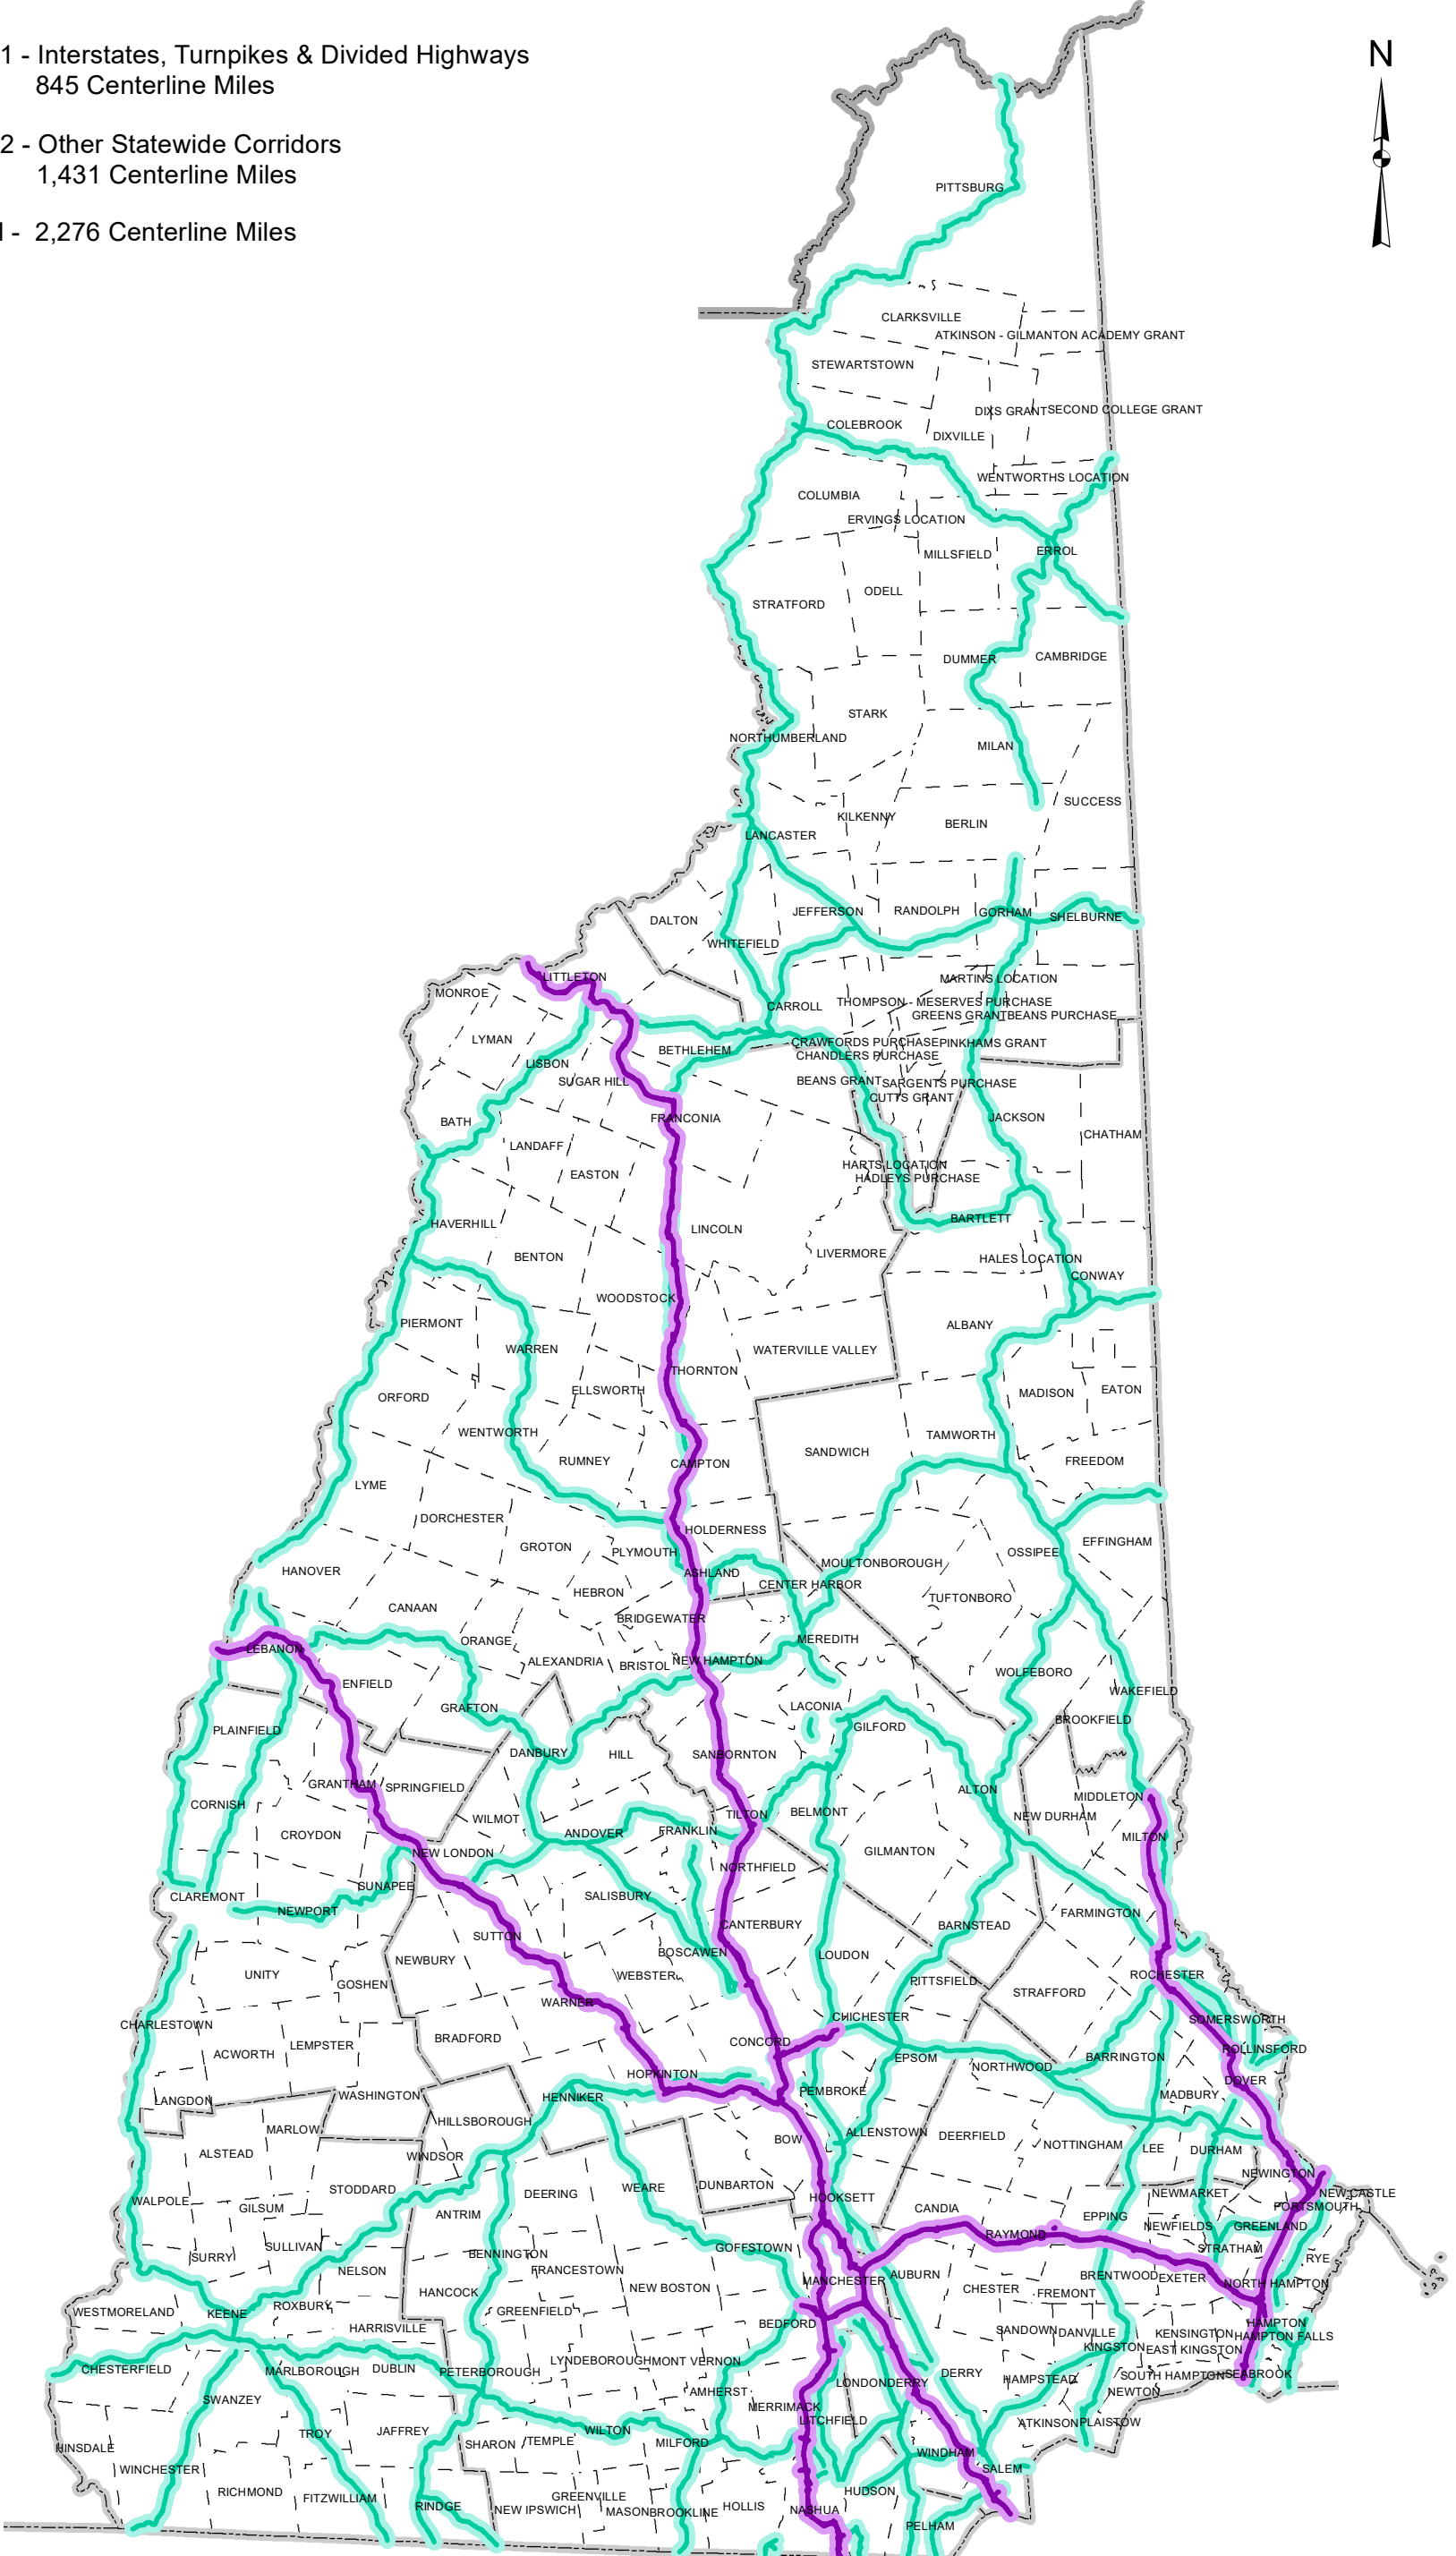 1 - Interstates, Turnpikes & Divided Highways
845 Centerline Miles
2 - Other Statewide Corridors
1,431 Centerline Miles
l - 2,276 Centerline Miles
N
PITTSBURG
CLARKSVILLE
ATKINSON - GILMANTON ACADEMY GRANT
STEWARTSTOWN
DIXS GRANT
SECOND COLLEGE GRANT
COLEBROOK
DIXVILLE
WENTWORTHS LOCATION
COLUMBIA
ERVINGS LOCATION
MILLSFIELD
ERROL
ODELL
STRATFORD
DUMMER
CAMBRIDGE
STARK
NORTHUMBERLAND
MILAN
SUCCESS
KILKENNY
BERLIN
LANCASTER
JEFFERSON
RANDOLPH
GORHAM
SHELBURNE
DALTON
WHITEFIELD
LITTLETON
MARTINS LOCATION
MONROE
CARROLL
THOMPSON - MESERVES PURCHASE
GREENS GRANT
BEANS PURCHASE
LYMAN
CRAWFORDS PURCHASE
PINKHAMS GRANT
BETHLEHEM
CHANDLERS PURCHASE
LISBON
SUGAR HILL
BEANS GRANT
SARGENTS PURCHASE
CUTTS GRANT
BATH
FRANCONIA
JACKSON
CHATHAM
LANDAFF
EASTON
HARTS LOCATION
HADLEYS PURCHASE
HAVERHILL
LINCOLN
BARTLETT
BENTON
LIVERMORE
HALES LOCATION
CONWAY
WOODSTOCK
PIERMONT
ALBANY
WARREN
WATERVILLE VALLEY
THORNTON
ORFORD
ELLSWORTH
MADISON
EATON
WENTWORTH
TAMWORTH
SANDWICH
RUMNEY
CAMPTON
FREEDOM
LYME
DORCHESTER
HOLDERNESS
GROTON
PLYMOUTH
OSSIPEE
EFFINGHAM
HANOVER
ASHLAND
MOULTONBOROUGH
CENTER HARBOR
HEBRON
TUFTONBORO
CANAAN
BRIDGEWATER
ORANGE
MEREDITH
LEBANON
ALEXANDRIA
BRISTOL
NEW HAMPTON
WOLFEBORO
ENFIELD
WAKEFIELD
GRAFTON
LACONIA
BROOKFIELD
PLAINFIELD
GILFORD
DANBURY
HILL
SANBORNTON
GRANTHAM
SPRINGFIELD
ALTON
MIDDLETON
CORNISH
WILMOT
TILTON
BELMONT
NEW DURHAM
CROYDON
ANDOVER
FRANKLIN
MILTON
NEW LONDON
GILMANTON
NORTHFIELD
SUNAPEE
CLAREMONT
SALISBURY
NEWPORT
FARMINGTON
CANTERBURY
BARNSTEAD
SUTTON
BOSCAWEN
LOUDON
NEWBURY
UNITY
WEBSTER
ROCHESTER
GOSHEN
PITTSFIELD
STRAFFORD
WARNER
CHARLESTOWN
CHICHESTER
SOMERSWORTH
BRADFORD
CONCORD
LEMPSTER
ROLLINSFORD
ACWORTH
EPSOM
BARRINGTON
NORTHWOOD
HOPKINTON
DOVER
WASHINGTON
HENNIKER
PEMBROKE
MADBURY
LANGDON
HILLSBOROUGH
MARLOW
ALLENSTOWN
DEERFIELD
BOW
NOTTINGHAM
LEE
DURHAM
ALSTEAD
WINDSOR
NEWINGTON
WEARE
DUNBARTON
STODDARD
DEERING
NEWMARKET
NEW CASTLE
WALPOLE
HOOKSETT
PORTSMOUTH
GILSUM
ANTRIM
CANDIA
EPPING
NEWFIELDS
GREENLAND
RAYMOND
SULLIVAN
GOFFSTOWN
STRATHAM
SURRY
BENNINGTON
RYE
NELSON
FRANCESTOWN
AUBURN
BRENTWOOD
EXETER
MANCHESTER
NORTH HAMPTON
HANCOCK
NEW BOSTON
CHESTER
FREMONT
ROXBURY
GREENFIELD
WESTMORELAND
KEENE
BEDFORD
HAMPTON
HARRISVILLE
SANDOWN
DANVILLE
KENSINGTON
HAMPTON FALLS
KINGSTON
EAST KINGSTON
LYNDEBOROUGH
MONT VERNON
CHESTERFIELD
MARLBOROUGH
DUBLIN
PETERBOROUGH
DERRY
HAMPSTEAD
SOUTH HAMPTON
SEABROOK
LONDONDERRY
AMHERST
NEWTON
SWANZEY
MERRIMACK
LITCHFIELD
ATKINSON
PLAISTOW
TROY
JAFFREY
WILTON
SHARON
TEMPLE
MILFORD
HINSDALE
WINDHAM
WINCHESTER
SALEM
RICHMOND
HUDSON
FITZWILLIAM
GREENVILLE
RINDGE
NEW IPSWICH
MASON
BROOKLINE
HOLLIS
NASHUA
PELHAM